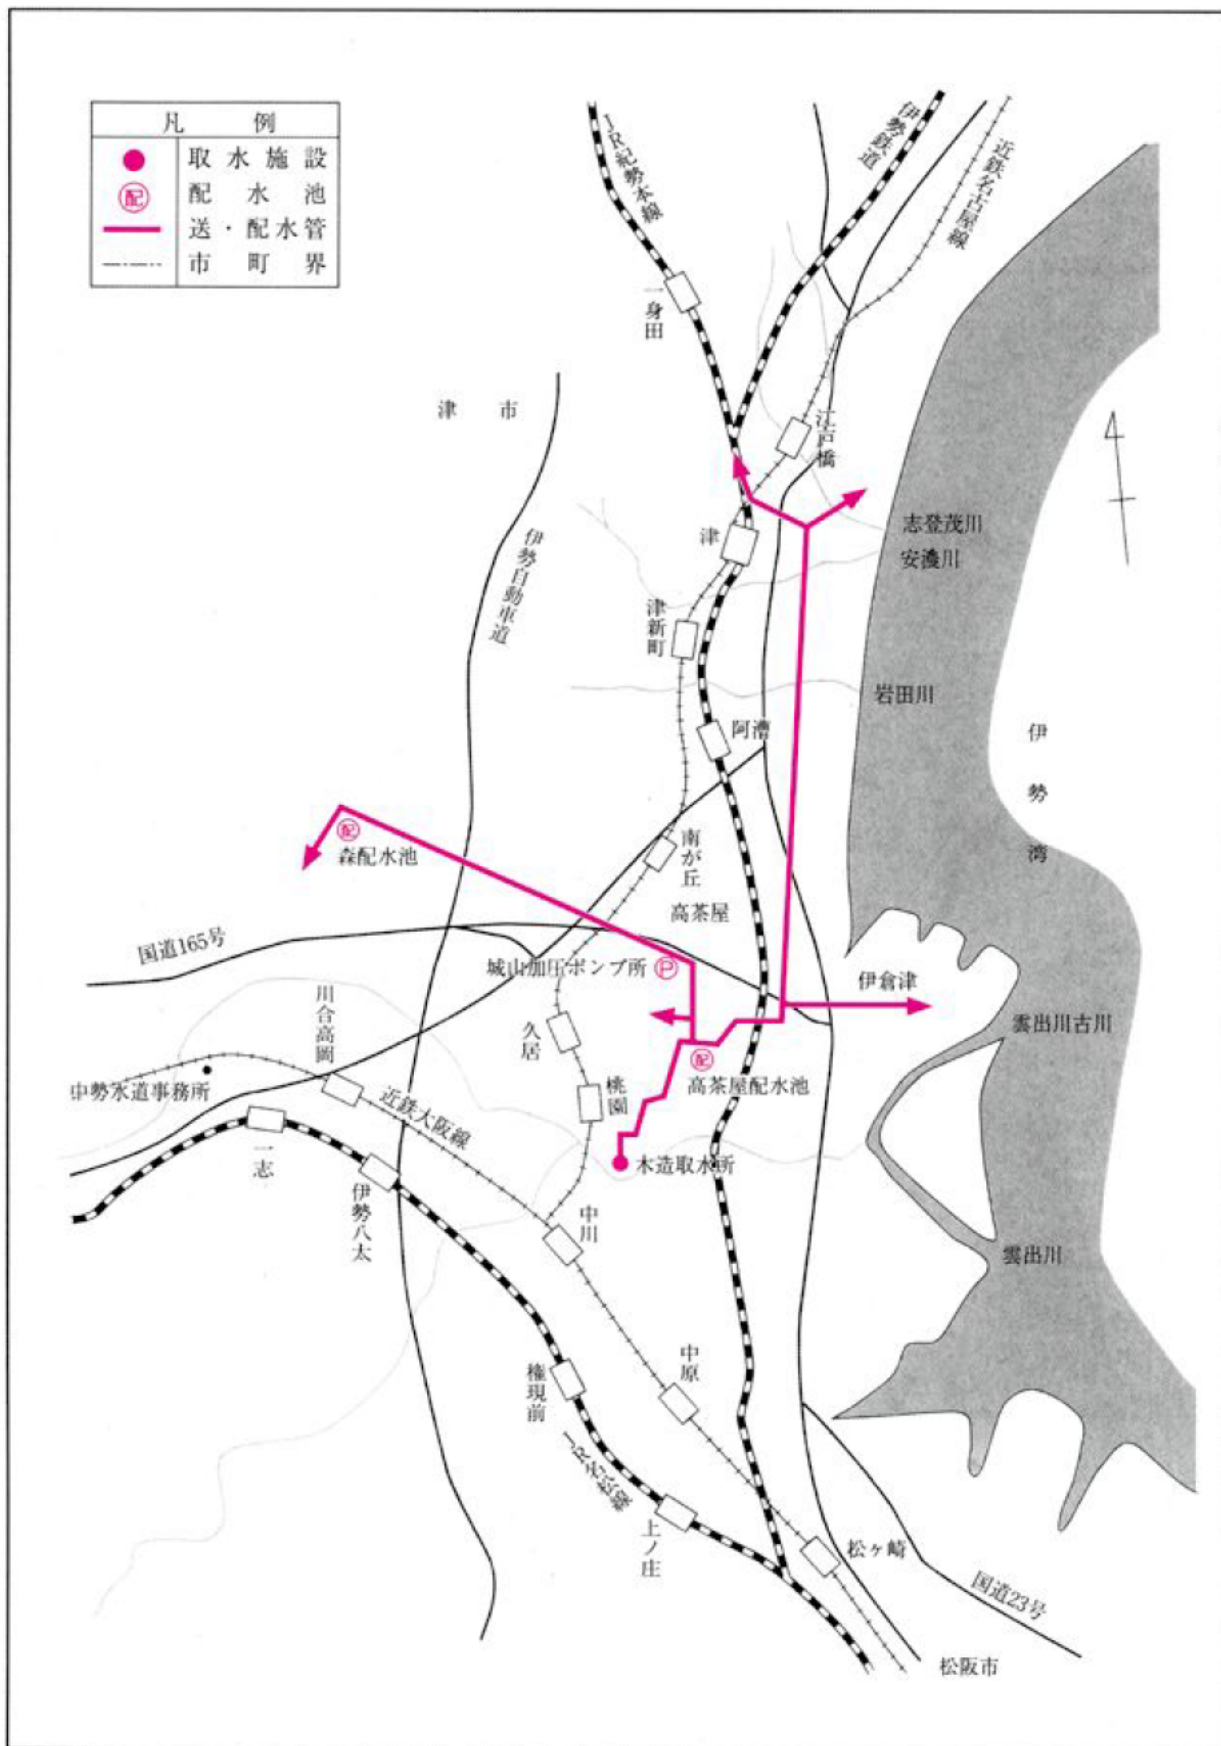 凡例
取水施設
配
配水池
送・配水管
市町界
JR紀勢本線
伊勢鉄道
近鉄名古屋線
一身田
津市
江戸橋
志登茂川
安濃川
津
伊勢自動車道
津新町
岩田川
阿漕
伊勢湾
配
森配水池
南が丘
高茶屋
国道165号
城山加圧ポンプ所
P
伊倉津
川合高岡
久居
雲出川古川
配
高茶屋配水池
中勢水道事務所
近鉄大阪線
桃園
木造取水所
一志
伊勢八太
中川
雲出川
中原
権現前
JR名松線
上ノ庄
松ヶ崎
国道23号
松阪市